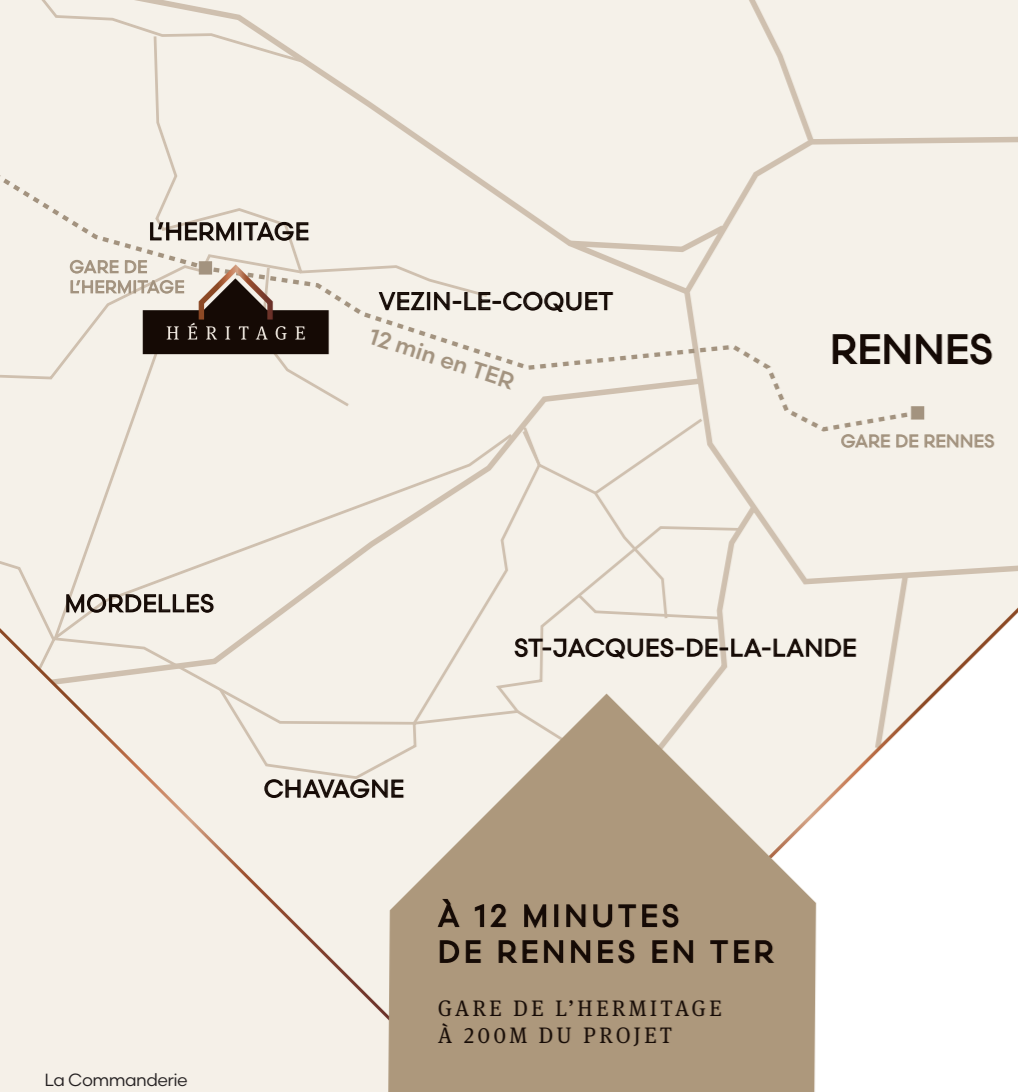 L'HERMITAGE
GARE DE
L'HERMITAGE
HÉRITAGE
VEZIN-LE-COQUET
12 min en TER
RENNES
GARE DE RENNES
MORDELLES
ST-JACQUES-DE-LA-LANDE
CHAVAGNE
À 12 MINUTES
DE RENNES EN TER
GARE DE L'HERMITAGE
À 200M DU PROJET
La Commanderie